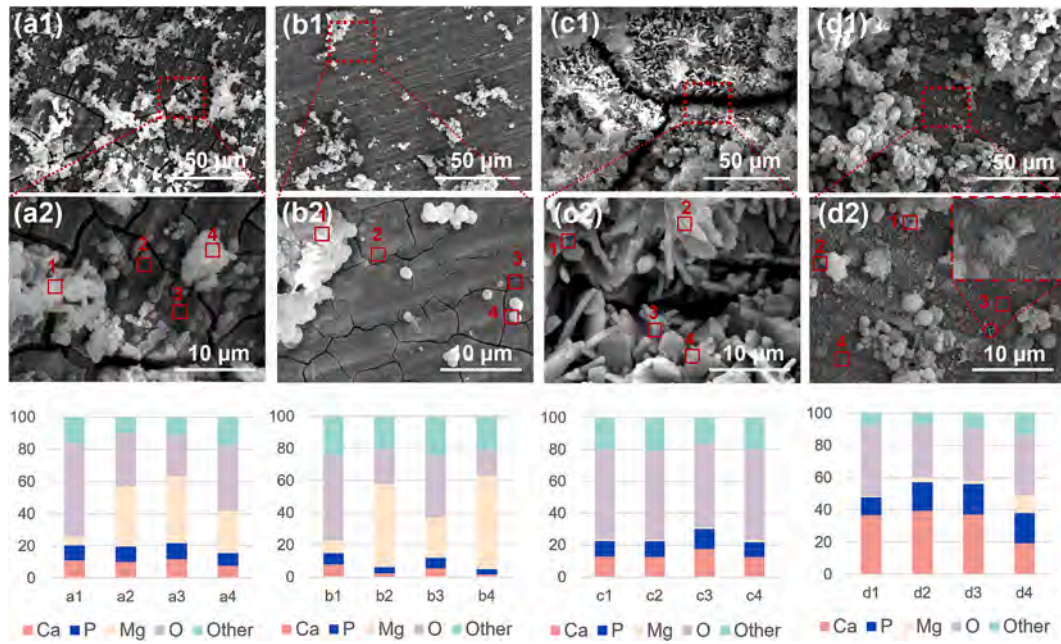 (a1)
50 μm
(b1)
50 μm
(c1)
50 μm
(d1)
50 μm
(a2)
1
2
3
4
10 μm
(b2)
1
2
3
4
10 μm
(c2)
1
2
3
4
10 μm
(d2)
1
2
3
4
10 μm
100
80
60
40
20
0
a1 a2 a3 a4
Ca P Mg O Other
100
80
60
40
20
0
b1 b2 b3 b4
Ca P Mg O Other
100
80
60
40
20
0
c1 c2 c3 c4
Ca P Mg O Other
100
80
60
40
20
0
d1 d2 d3 d4
Ca P Mg O Other